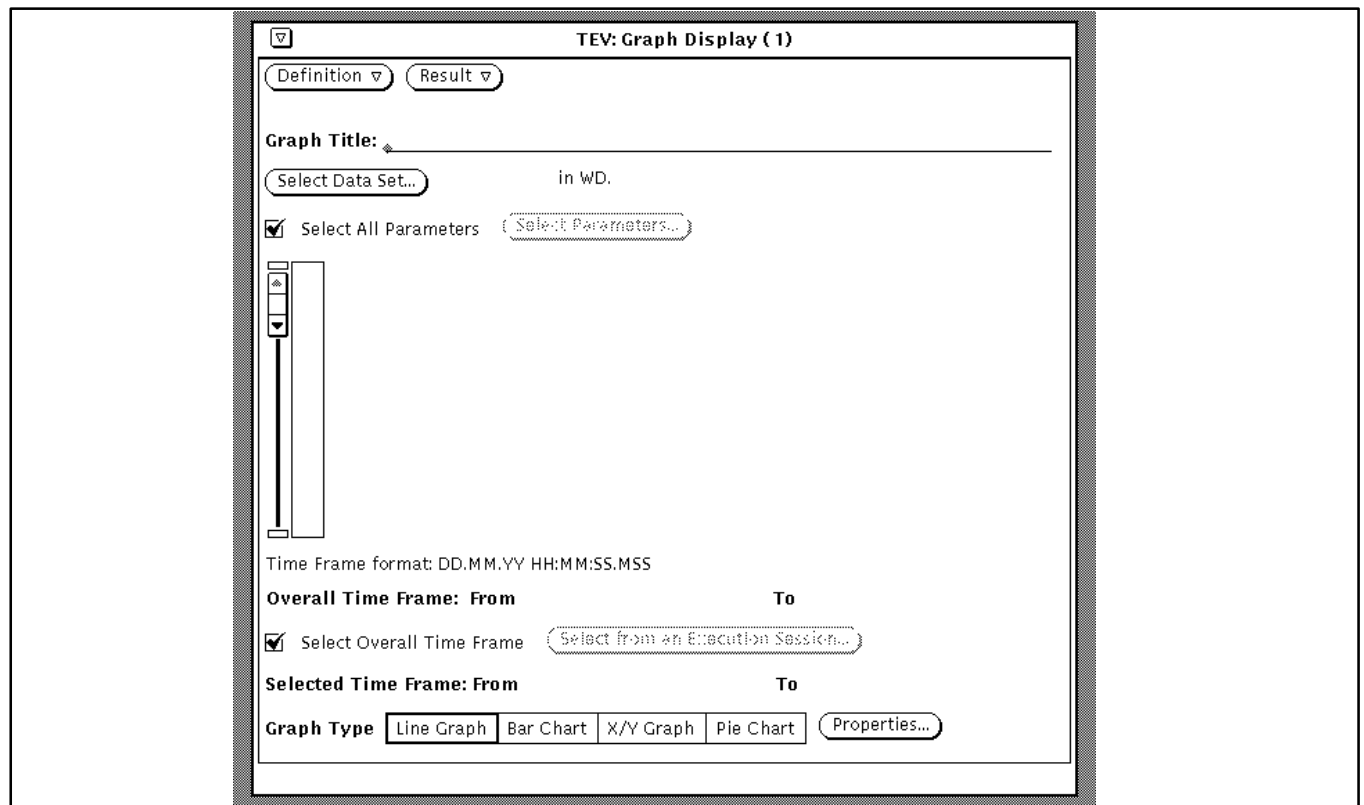 TEV: Graph Display ( 1)
Definition Result
Graph Title:
Select Data Set... in WD.
Select All Parameters Select Parameters...
Time Frame format: DD.MM.YY HH:MM:SS.MSS
Overall Time Frame: From To
Select Overall Time Frame Select from an Execution Session...
Selected Time Frame: From To
Graph Type Line Graph Bar Chart X/Y Graph Pie Chart Properties...